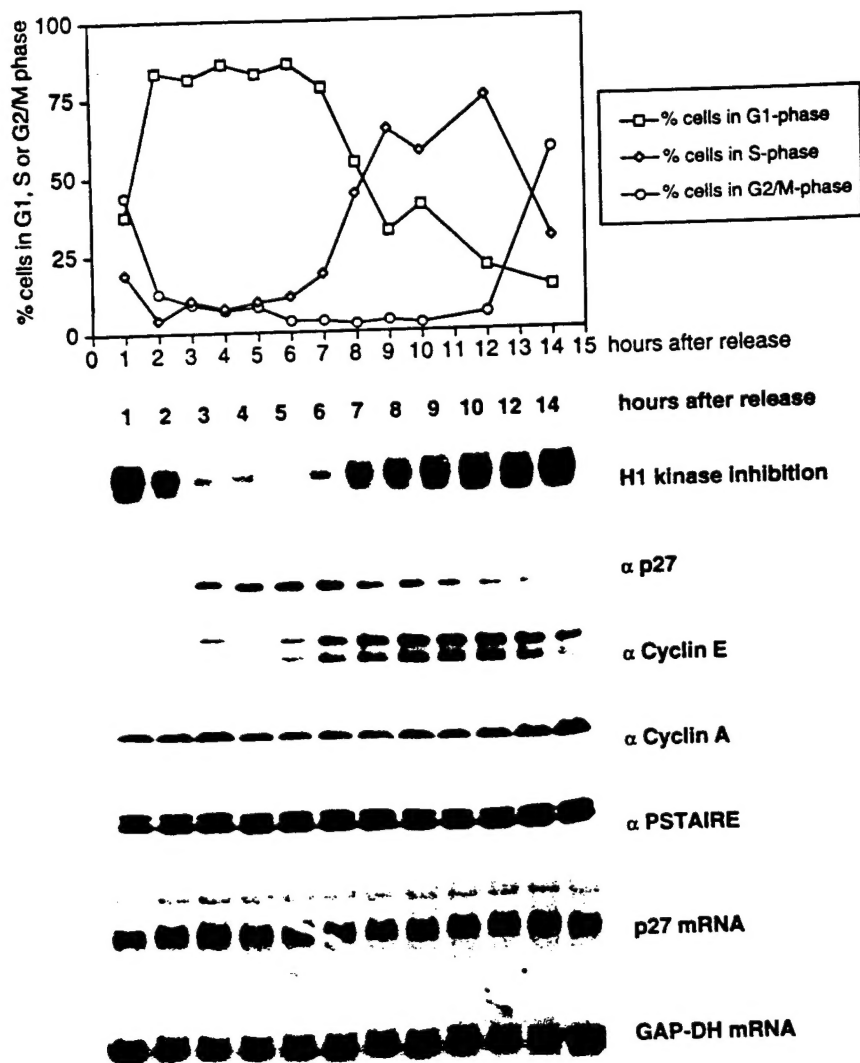 % cells in G1, S or G2/M phase
100
75
50
25
0
0 1 2 3 4 5 6 7 8 9 10 12 13 14 15 hours after release
% cells in G1-phase
% cells in S-phase
% cells in G2/M-phase
1 2 3 4 5 6 7 8 9 10 12 14 hours after release
H1 kinase inhibition
α p27
α Cyclin E
α Cyclin A
α PSTAIRE
p27 mRNA
GAP-DH mRNA